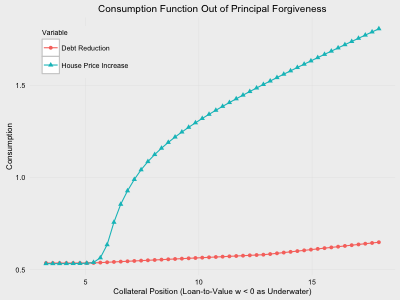 Consumption Function Out of Principal Forgiveness
Variable
Debt Reduction
House Price Increase
Consumption
1.5
1.0
0.5
5
10
15
Collateral Position (Loan-to-Value w < 0 as Underwater)